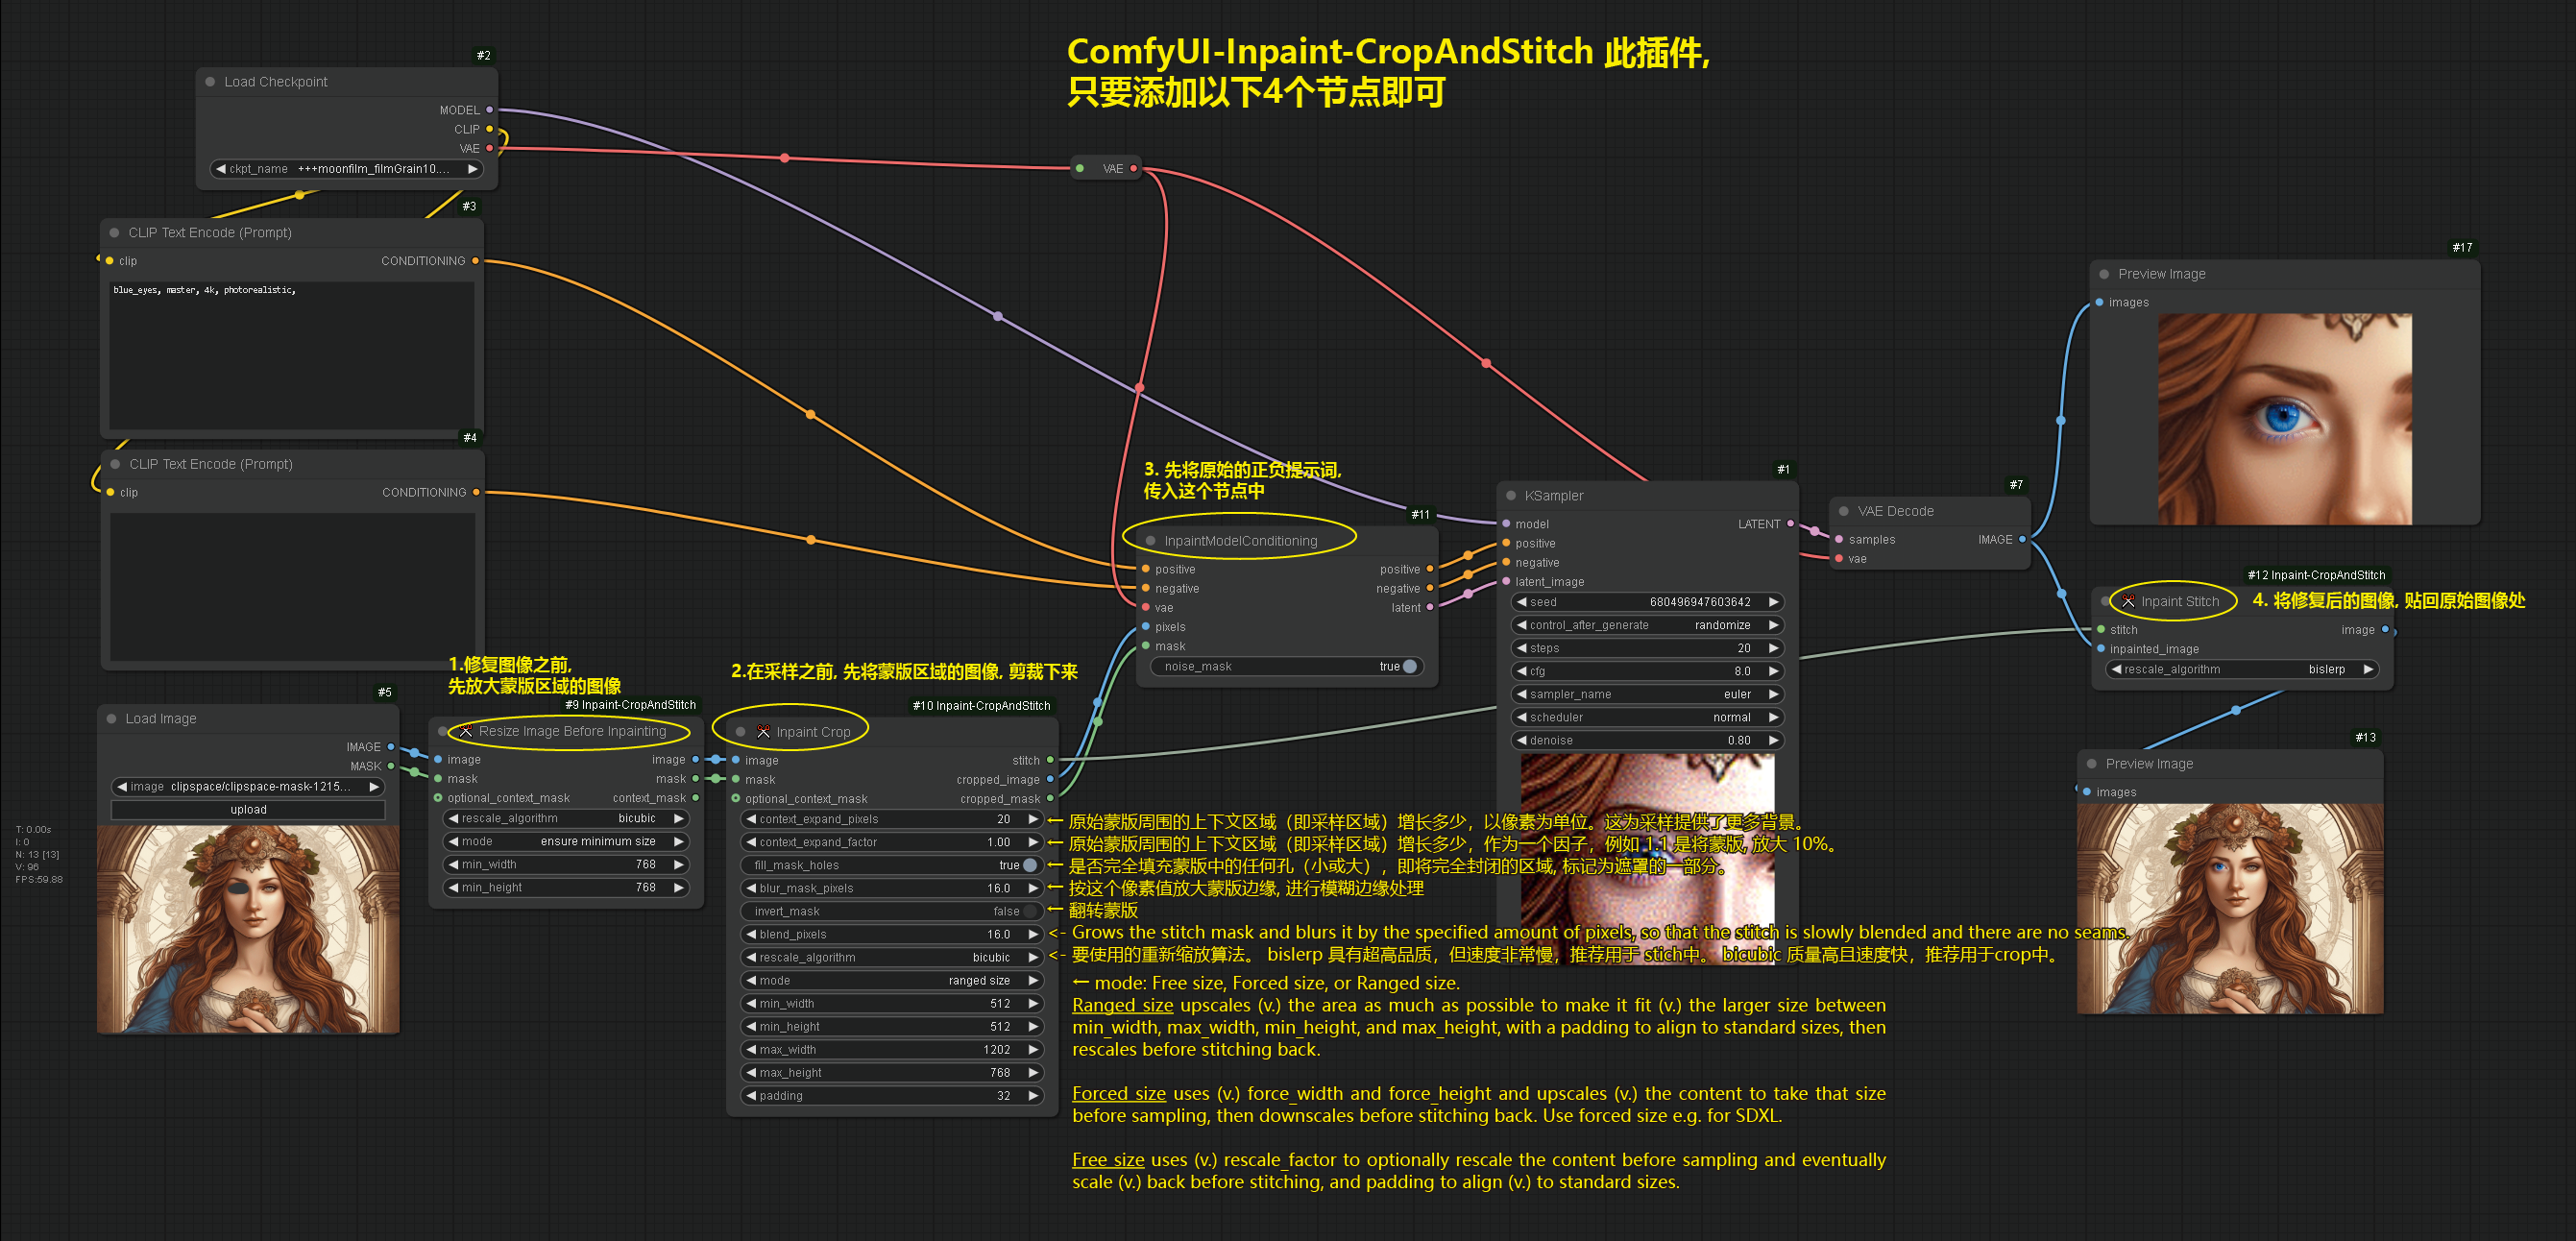 ComfyUI-Inpaint-CropAndStitch 此插件,
只要添加以下4个节点即可
#2
Load Checkpoint
MODEL
CLIP
VAE
ckpt_name +++moonfilm_filmGrain10....
VAE
#3
CLIP Text Encode (Prompt)
clip CONDITIONING
blue_eyes, master, 4k, photorealistic,
#4
CLIP Text Encode (Prompt)
clip CONDITIONING
1.修复图像之前,
先放大蒙版区域的图像
#5
Load Image
IMAGE
MASK
image clipspace/clipspace-mask-1215...
upload
T: 0.00s
I: 0
N: 13 [13]
V: 96
FPS:59.88
#9 Inpaint-CropAndStitch
Resize Image Before Inpainting
image image
mask mask
optional_context_mask context_mask
rescale_algorithm bicubic
mode ensure minimum size
min_width 768
min_height 768
2.在采样之前, 先将蒙版区域的图像, 剪裁下来
#10 Inpaint-CropAndStitch
Inpaint Crop
image stitch
mask cropped_image
optional_context_mask cropped_mask
context_expand_pixels 20
context_expand_factor 1.00
fill_mask_holes true
blur_mask_pixels 16.0
invert_mask false
blend_pixels 16.0
rescale_algorithm bicubic
mode ranged size
min_width 512
min_height 512
max_width 1202
max_height 768
padding 32
← 原始蒙版周围的上下文区域（即采样区域）增长多少，以像素为单位。这为采样提供了更多背景。
← 原始蒙版周围的上下文区域（即采样区域）增长多少，作为一个因子，例如 1.1 是将蒙版, 放大 10%。
← 是否完全填充蒙版中的任何孔（小或大），即将完全封闭的区域, 标记为遮罩的一部分。
← 按这个像素值放大蒙版边缘, 进行模糊边缘处理
← 翻转蒙版
<- Grows the stitch mask and blurs it by the specified amount of pixels, so that the stitch is slowly blended and there are no seams.
<- 要使用的重新缩放算法。 bislerp 具有超高品质，但速度非常慢，推荐用于 stich中。 bicubic 质量高且速度快，推荐用于crop中。
← mode: Free size, Forced size, or Ranged size.
Ranged size upscales (v.) the area as much as possible to make it fit (v.) the larger size between
min_width, max_width, min_height, and max_height, with a padding to align to standard sizes, then
rescales before stitching back.
Forced size uses (v.) force_width and force_height and upscales (v.) the content to take that size
before sampling, then downscales before stitching back. Use forced size e.g. for SDXL.
Free size uses (v.) rescale_factor to optionally rescale the content before sampling and eventually
scale (v.) back before stitching, and padding to align (v.) to standard sizes.
3. 先将原始的正负提示词,
传入这个节点中
#11
InpaintModelConditioning
positive positive
negative negative
vae latent
pixels
mask
noise_mask true
#1
KSampler
model LATENT
positive
negative
latent_image
seed 680496947603642
control_after_generate randomize
steps 20
cfg 8.0
sampler_name euler
scheduler normal
denoise 0.80
#7
VAE Decode
samples IMAGE
vae
#17
Preview Image
images
#12 Inpaint-CropAndStitch
Inpaint Stitch
4. 将修复后的图像, 贴回原始图像处
stitch image
inpainted_image
rescale_algorithm bislerp
#13
Preview Image
images